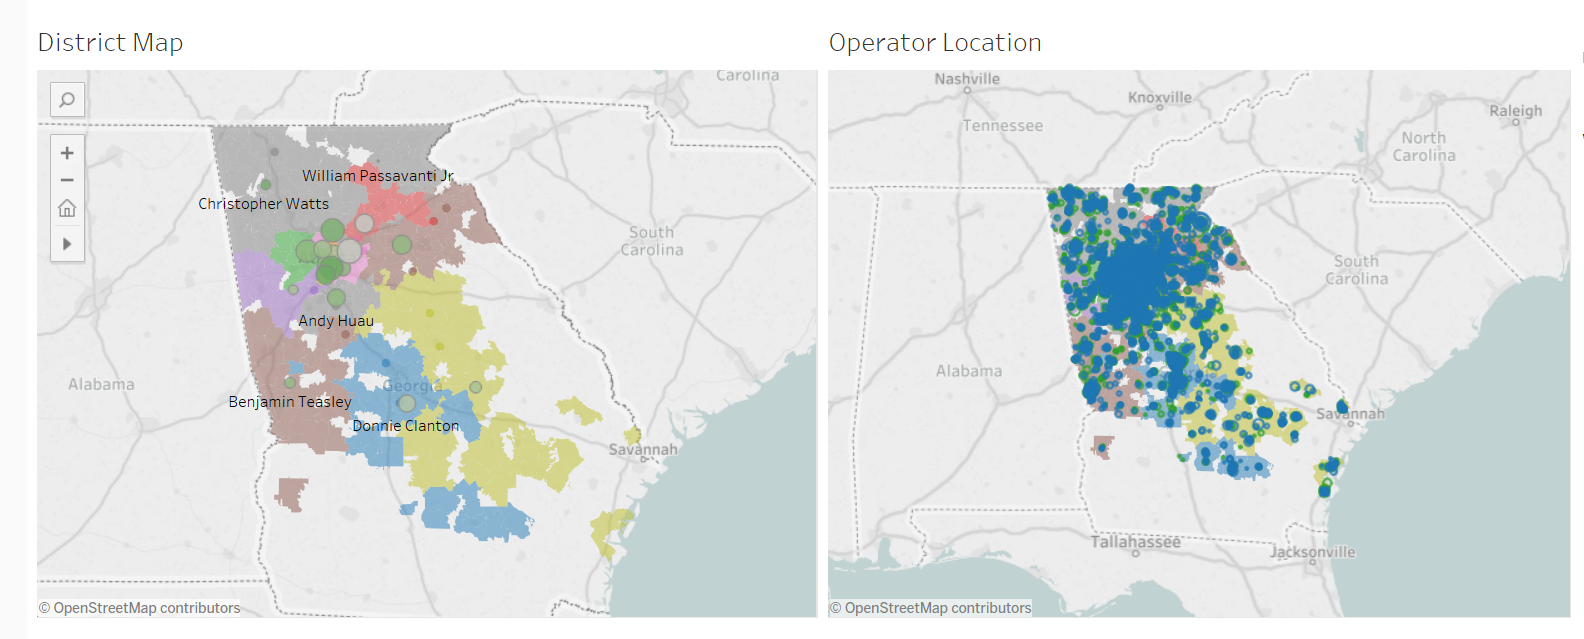 District Map
Carolina
William Passavanti Jr
Christopher Watts
South
Carolina
Andy Huau
Alabama
Georgia
Benjamin Teasley
Donnie Clanton
Savannah
© OpenStreetMap contributors
Operator Location
Nashville
Knoxville
Raleigh
Tennessee
North
Carolina
South
Carolina
Alabama
Savannah
Tallahassee
Jacksonville
© OpenStreetMap contributors